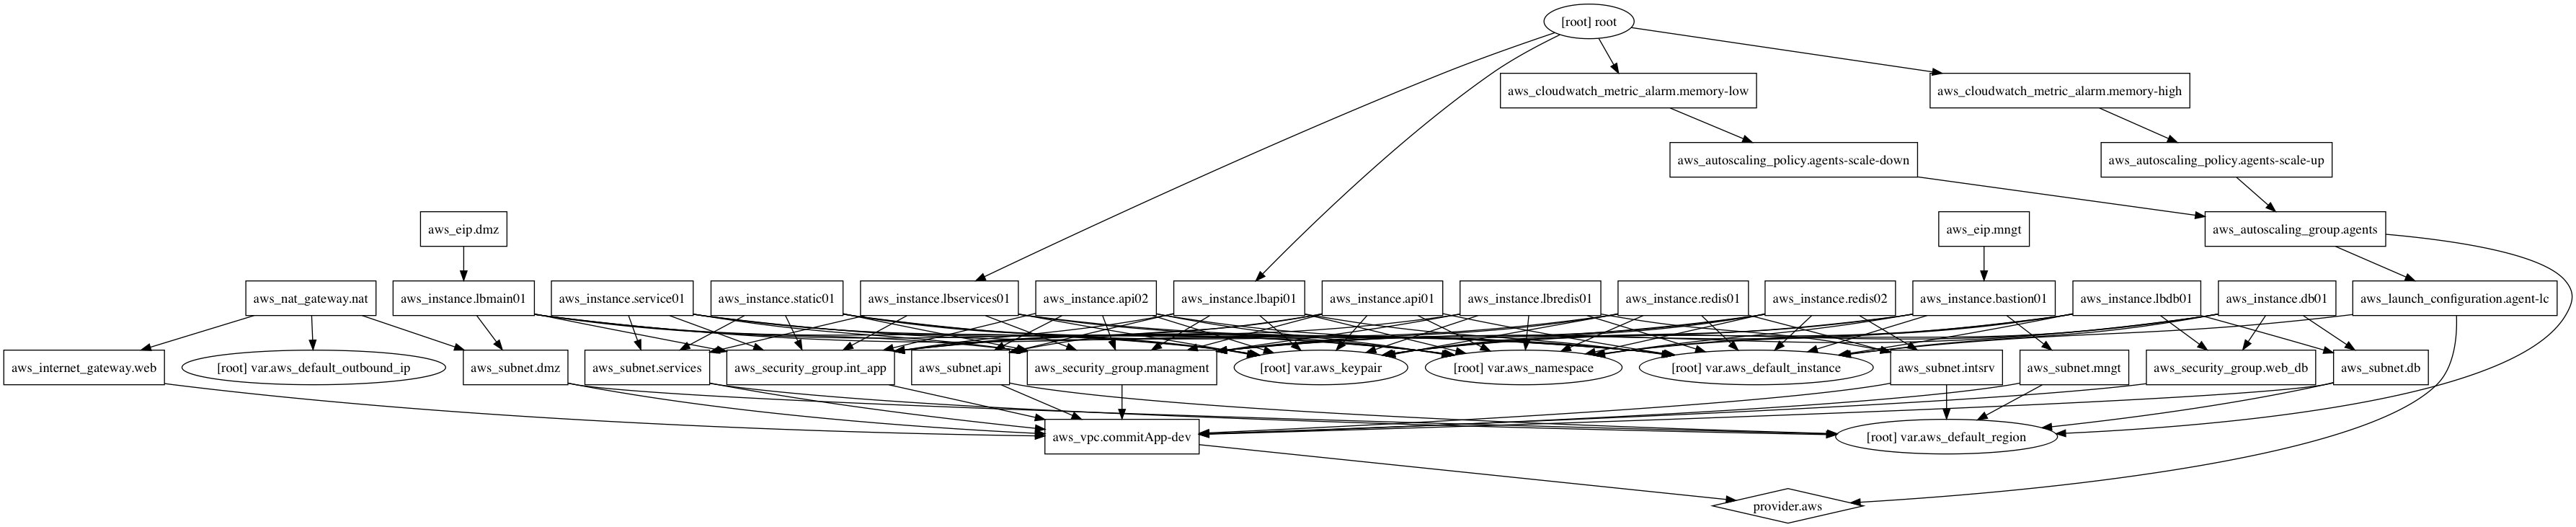 [root] root
aws_cloudwatch_metric_alarm.memory-low
aws_cloudwatch_metric_alarm.memory-high
aws_autoscaling_policy.agents-scale-down
aws_autoscaling_policy.agents-scale-up
aws_eip.dmz
aws_eip.mngt
aws_autoscaling_group.agents
aws_nat_gateway.nat
aws_instance.lbmain01
aws_instance.service01
aws_instance.static01
aws_instance.lbservices01
aws_instance.api02
aws_instance.lbapi01
aws_instance.api01
aws_instance.lbredis01
aws_instance.redis01
aws_instance.redis02
aws_instance.bastion01
aws_instance.lbdb01
aws_instance.db01
aws_launch_configuration.agent-lc
aws_internet_gateway.web
[root] var.aws_default_outbound_ip
aws_subnet.dmz
aws_subnet.services
aws_security_group.int_app
aws_subnet.api
aws_security_group.managment
[root] var.aws_keypair
[root] var.aws_namespace
[root] var.aws_default_instance
aws_subnet.intsrv
aws_subnet.mngt
aws_security_group.web_db
aws_subnet.db
aws_vpc.commitApp-dev
[root] var.aws_default_region
provider.aws